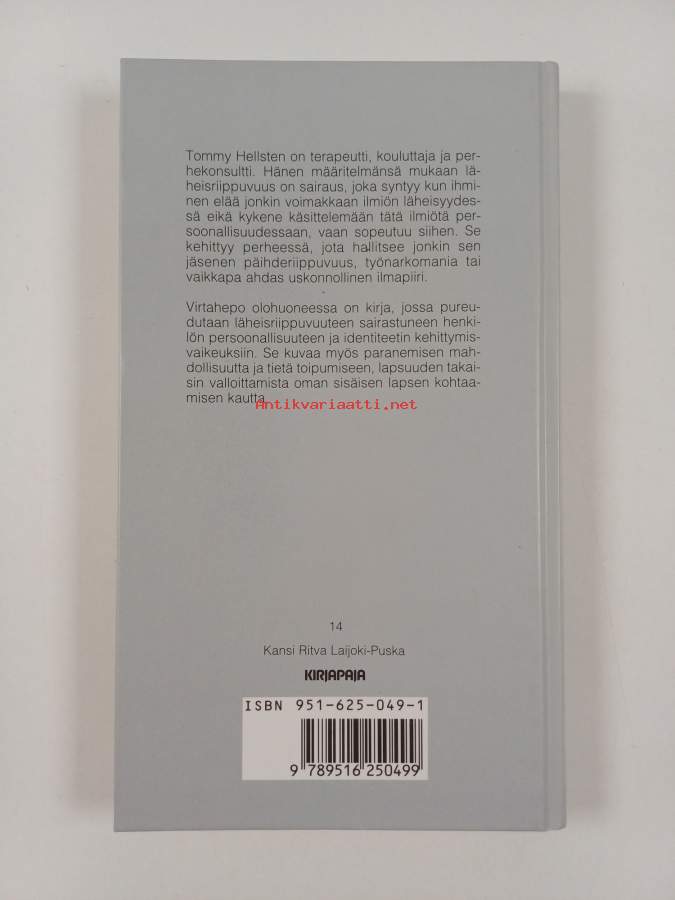 Tommy Hellsten on terapeutti, kouluttaja ja per-
hekonsultti. Hänen määritelmänsä mukaan lä-
heisriippuvuus on sairaus, joka syntyy kun ihmi-
nen elää jonkin voimakkaan ilmiön läheisyydes-
sä eikä kykene käsittelemään tätä ilmiötä per-
soonallisuudessaan, vaan sopeutuu siihen. Se
kehittyy perheessä, jota hallitsee jonkin sen
jäsenen päihderiippuvuus, työnarkomania tai
vaikkapa ahdas uskonnollinen ilmapiiri.
Virtahepo olohuoneessa on kirja, jossa pureu-
dutaan läheisriippuvuuteen sairastuneen henki-
lön persoonallisuuteen ja identiteetin kehittymis-
vaikeuksiin. Se kuvaa myös paranemisen mah-
dollisuutta ja tietä toipumiseen, lapsuuden takai-
sin valloittamista oman sisäisen lapsen kohtaa-
misen kautta.
Antikvariaatti.net
14
Kansi Ritva Laijoki-Puska
KIRJAPAJA
ISBN 951-625-049-1
9 789516 250499